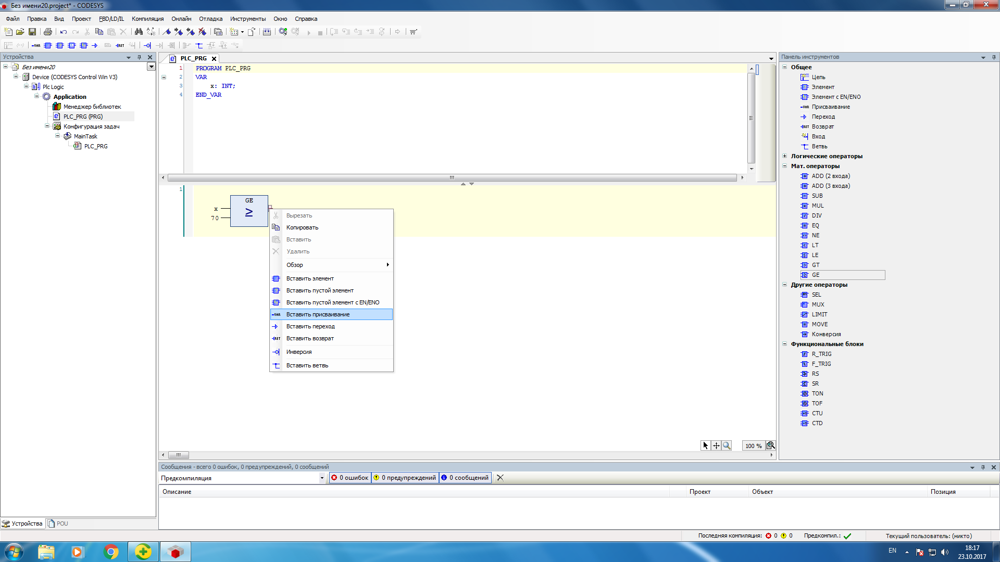 Без имени20.project* - CODESYS
Файл Правка Вид Проект FBD/LD/IL Компиляция Онлайн Отладка Инструменты Окно Справка
Устройства
Без имени20
Device (CODESYS Control Win V3)
Plc Logic
Application
Менеджер библиотек
PLC_PRG (PRG)
Конфигурация задач
MainTask
PLC_PRG
Устройства POU
PLC_PRG
1 PROGRAM PLC_PRG
2 VAR
3 x: INT;
4 END_VAR
1
GE
x
≥
70
Вырезать
Копировать
Вставить
Удалить
Обзор
Вставить элемент
Вставить пустой элемент
Вставить пустой элемент с EN/ENO
Вставить присваивание
Вставить переход
Вставить возврат
Инверсия
Вставить ветвь
100 %
Панель инструментов
Общее
Цепь
Элемент
Элемент с EN/ENO
Присваивание
Переход
Возврат
Вход
Ветвь
Логические операторы
Мат. операторы
ADD (2 входа)
ADD (3 входа)
SUB
MUL
DIV
EQ
NE
LT
LE
GT
GE
Другие операторы
SEL
MUX
LIMIT
MOVE
Конверсия
Функциональные блоки
R_TRIG
F_TRIG
RS
SR
TON
TOF
CTU
CTD
Сообщения - всего 0 ошибок, 0 предупреждений, 0 сообщений
Предкомпиляция 0 ошибок 0 предупреждений 0 сообщений
Описание Проект Объект Позиция
Последняя компиляция: 0 0 Предкомпил.: Текущий пользователь: (никто)
EN 18:17
23.10.2017